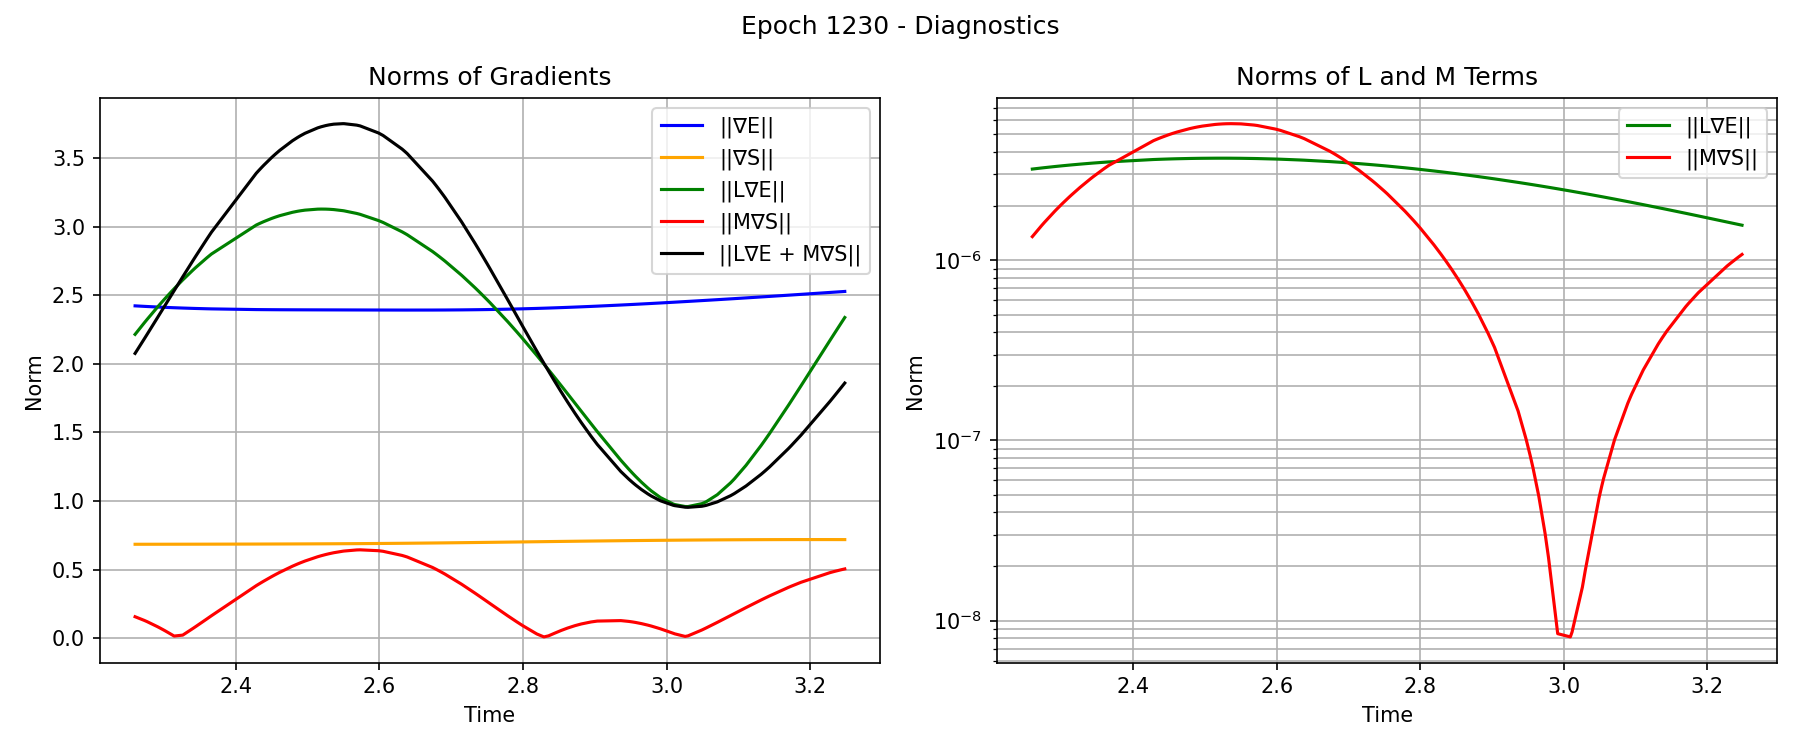 Epoch 1230 - Diagnostics
Norms of Gradients
||∇E||
||∇S||
||L∇E||
||M∇S||
||L∇E + M∇S||
3.5
3.0
2.5
2.0
1.5
1.0
0.5
0.0
Norm
2.4
2.6
2.8
3.0
3.2
Time
Norms of L and M Terms
||L∇E||
||M∇S||
10⁻⁶
10⁻⁷
10⁻⁸
Norm
2.4
2.6
2.8
3.0
3.2
Time